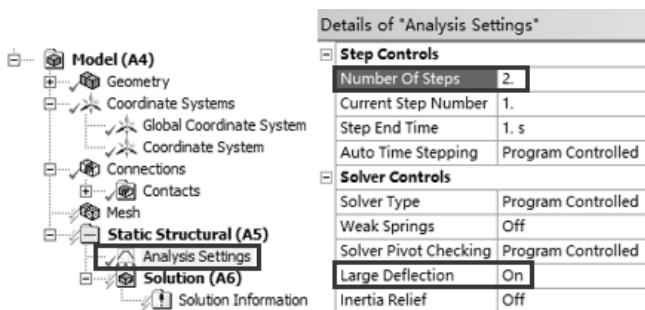 Model (A4)
Geometry
Coordinate Systems
Global Coordinate System
Coordinate System
Connections
Contacts
Mesh
Static Structural (A5)
Analysis Settings
Solution (A6)
Solution Information
Details of "Analysis Settings"
Step Controls
Number Of Steps 2.
Current Step Number 1.
Step End Time 1. s
Auto Time Stepping Program Controlled
Solver Controls
Solver Type Program Controlled
Weak Springs Off
Solver Pivot Checking Program Controlled
Large Deflection On
Inertia Relief Off